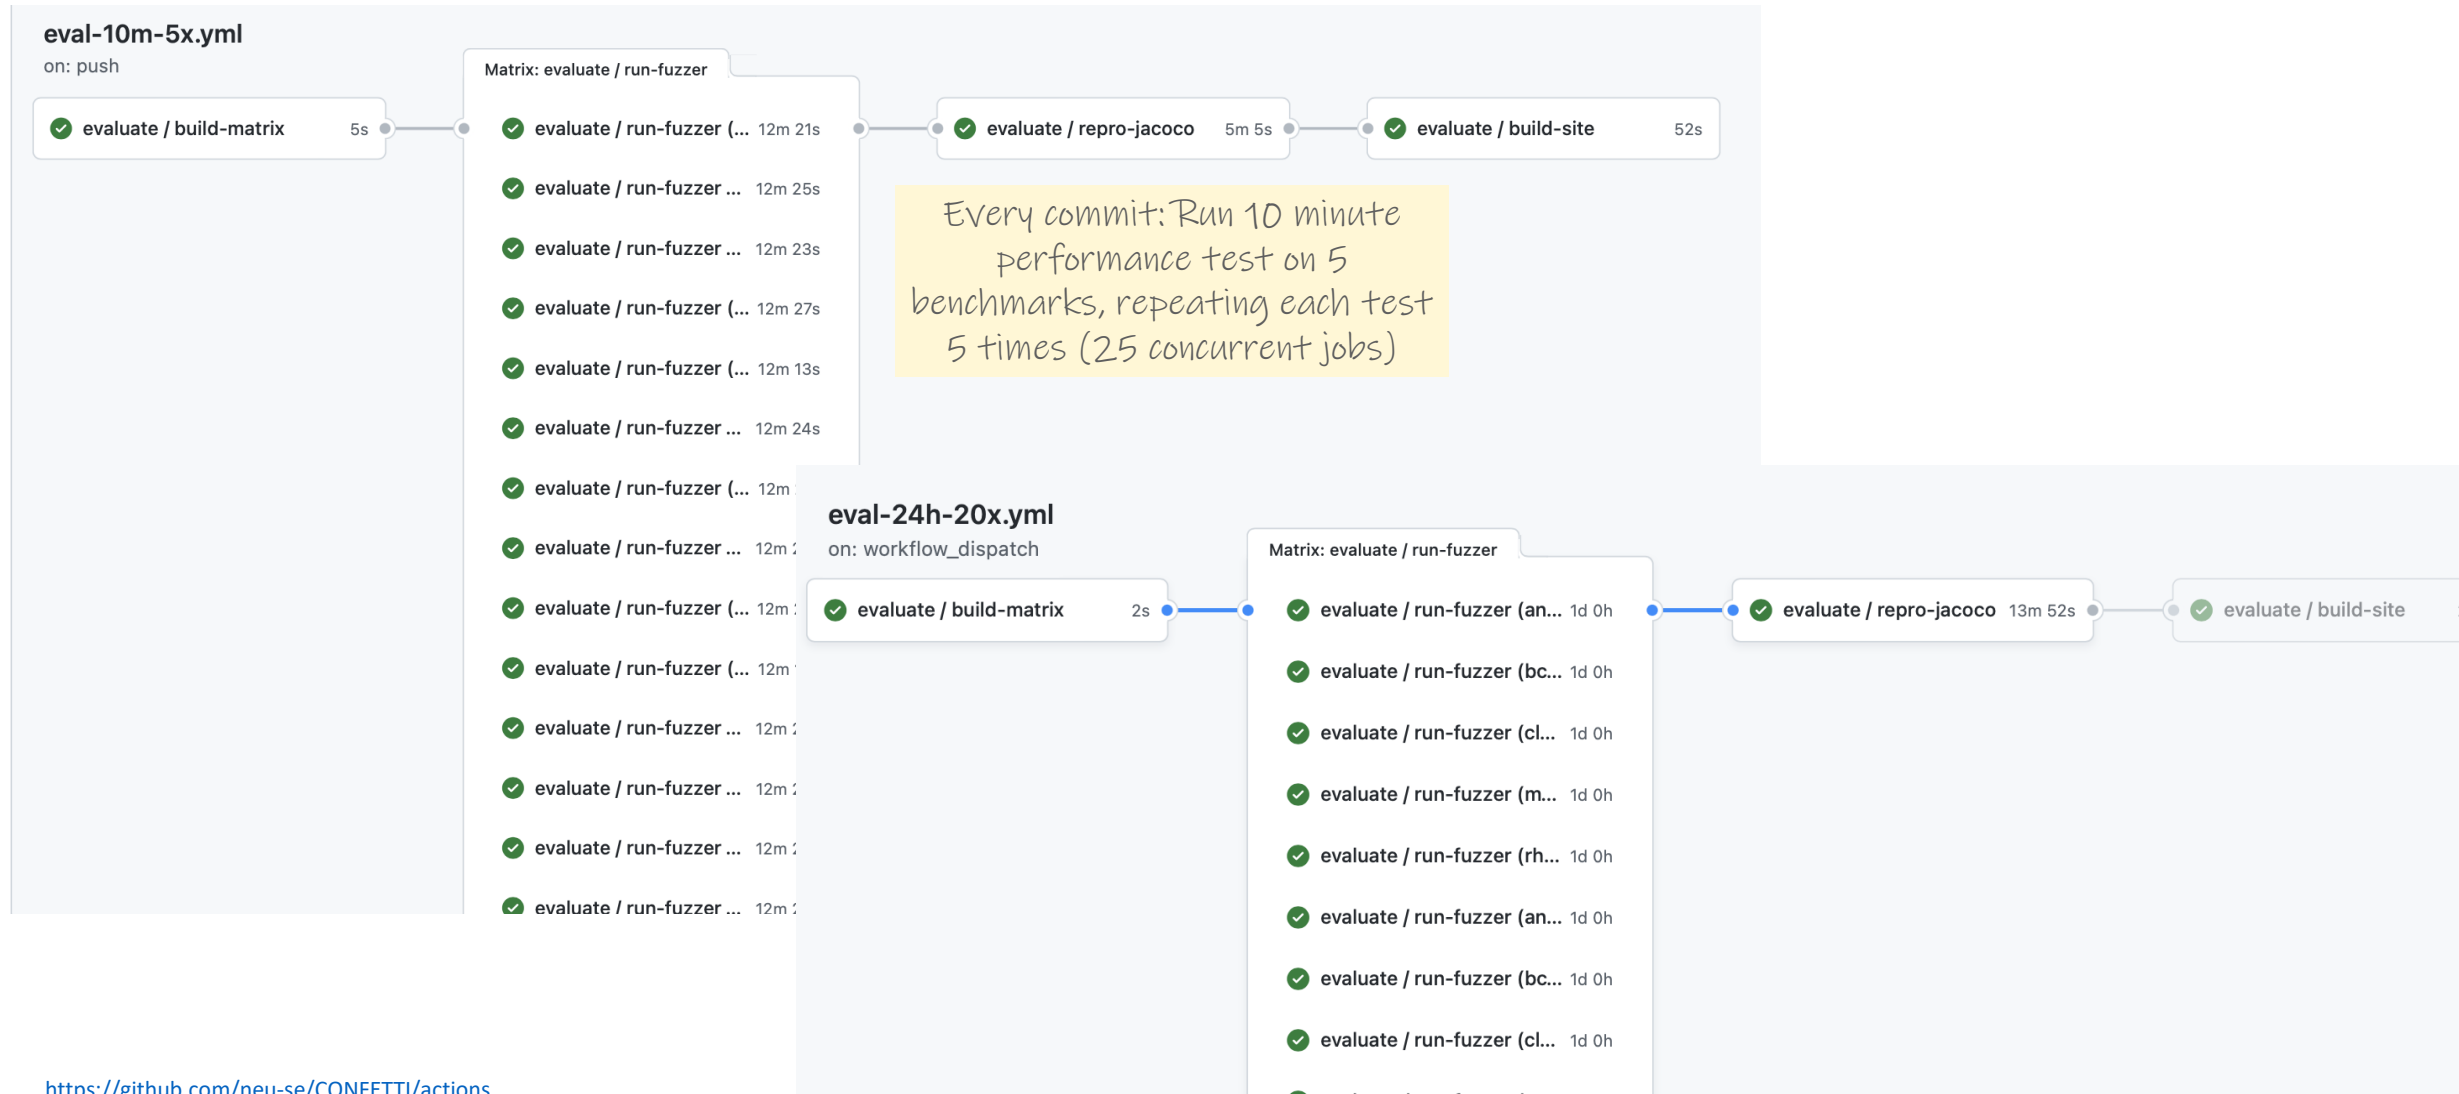 eval-10m-5x.yml
on: push
Matrix: evaluate / run-fuzzer
evaluate / build-matrix 5s
evaluate / run-fuzzer (... 12m 21s
evaluate / repro-jacoco 5m 5s
evaluate / build-site 52s
evaluate / run-fuzzer ... 12m 25s
evaluate / run-fuzzer ... 12m 23s
evaluate / run-fuzzer (... 12m 27s
evaluate / run-fuzzer (... 12m 13s
evaluate / run-fuzzer ... 12m 24s
evaluate / run-fuzzer (... 12m
evaluate / run-fuzzer ... 12m
evaluate / run-fuzzer (... 12m
evaluate / run-fuzzer (... 12m
evaluate / run-fuzzer ... 12m
evaluate / run-fuzzer ... 12m
evaluate / run-fuzzer ... 12m
evaluate / run-fuzzer ... 12m
Every commit: Run 10 minute
performance test on 5
benchmarks, repeating each test
5 times (25 concurrent jobs)
eval-24h-20x.yml
on: workflow_dispatch
Matrix: evaluate / run-fuzzer
evaluate / build-matrix 2s
evaluate / run-fuzzer (an... 1d 0h
evaluate / repro-jacoco 13m 52s
evaluate / build-site
evaluate / run-fuzzer (bc... 1d 0h
evaluate / run-fuzzer (cl... 1d 0h
evaluate / run-fuzzer (m... 1d 0h
evaluate / run-fuzzer (rh... 1d 0h
evaluate / run-fuzzer (an... 1d 0h
evaluate / run-fuzzer (bc... 1d 0h
evaluate / run-fuzzer (cl... 1d 0h
https://github.com/neu-se/CONFETTI/actions